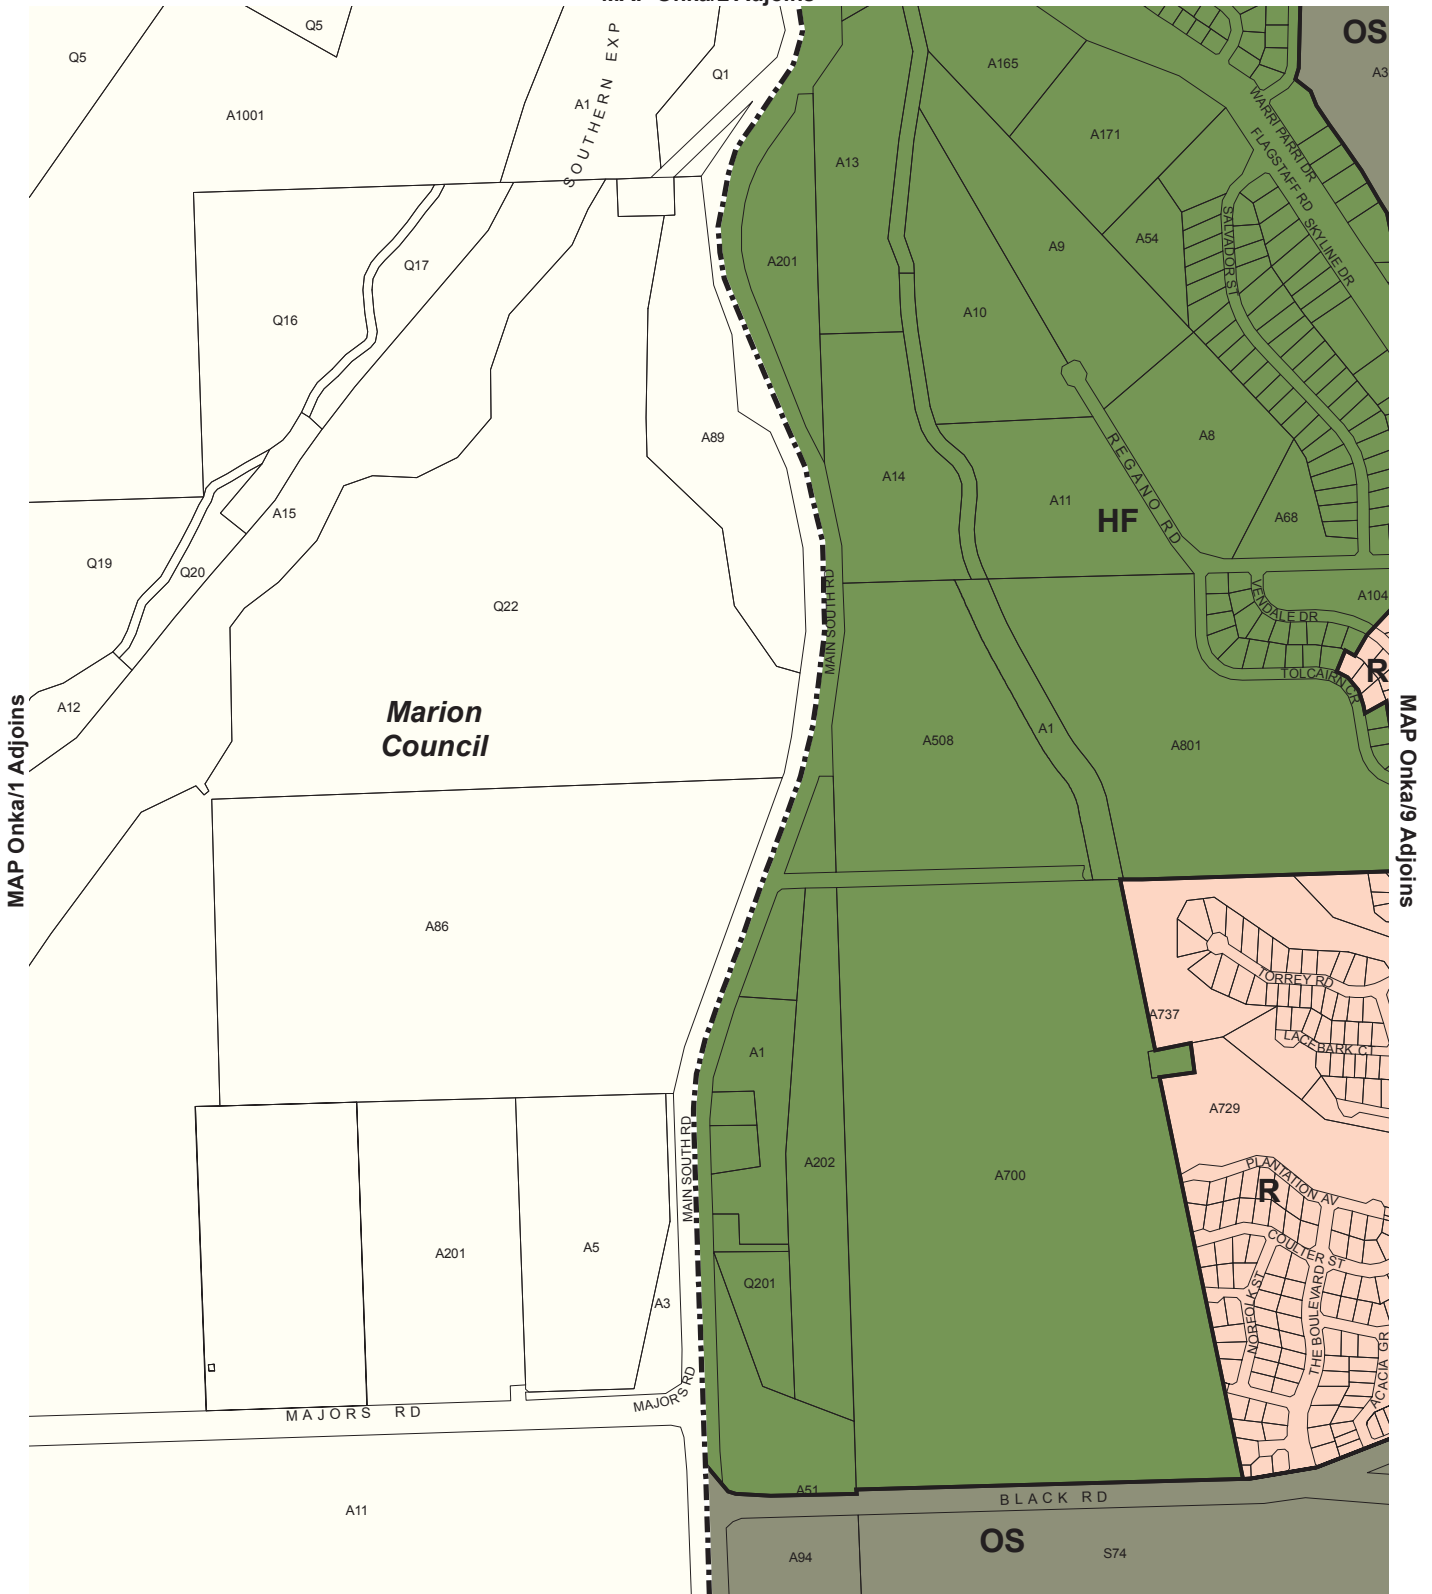 Q5
Q5
A1001
A1
SOUTHERN EXP
Q1
A165
OS
A3
A171
A13
WARRI PARRI DR
FLAGSTAFF RD
SKYLINE DR
SALVADOR ST
A54
A9
A201
Q17
Q16
A10
A89
A8
REGANO RD
A14
A11
HF
A68
A15
Q19
Q20
Q22
MAIN SOUTH RD
VENDALE DR
A104
R
TOLCAIRN CR
A12
Marion
Council
A508
A1
A801
MAP Onka/1 Adjoins
MAP Onka/9 Adjoins
A86
TORREY RD
A737
LACEBARK CT
A1
A729
MAIN SOUTH RD
A202
A700
PLANTATION AV
R
COULTER ST
A201
A5
Q201
A3
NORFOLK ST
THE BOULEVARD
ACACIA GR
MAJORS RD
MAJORS RD
A51
BLACK RD
A11
OS
A94
S74